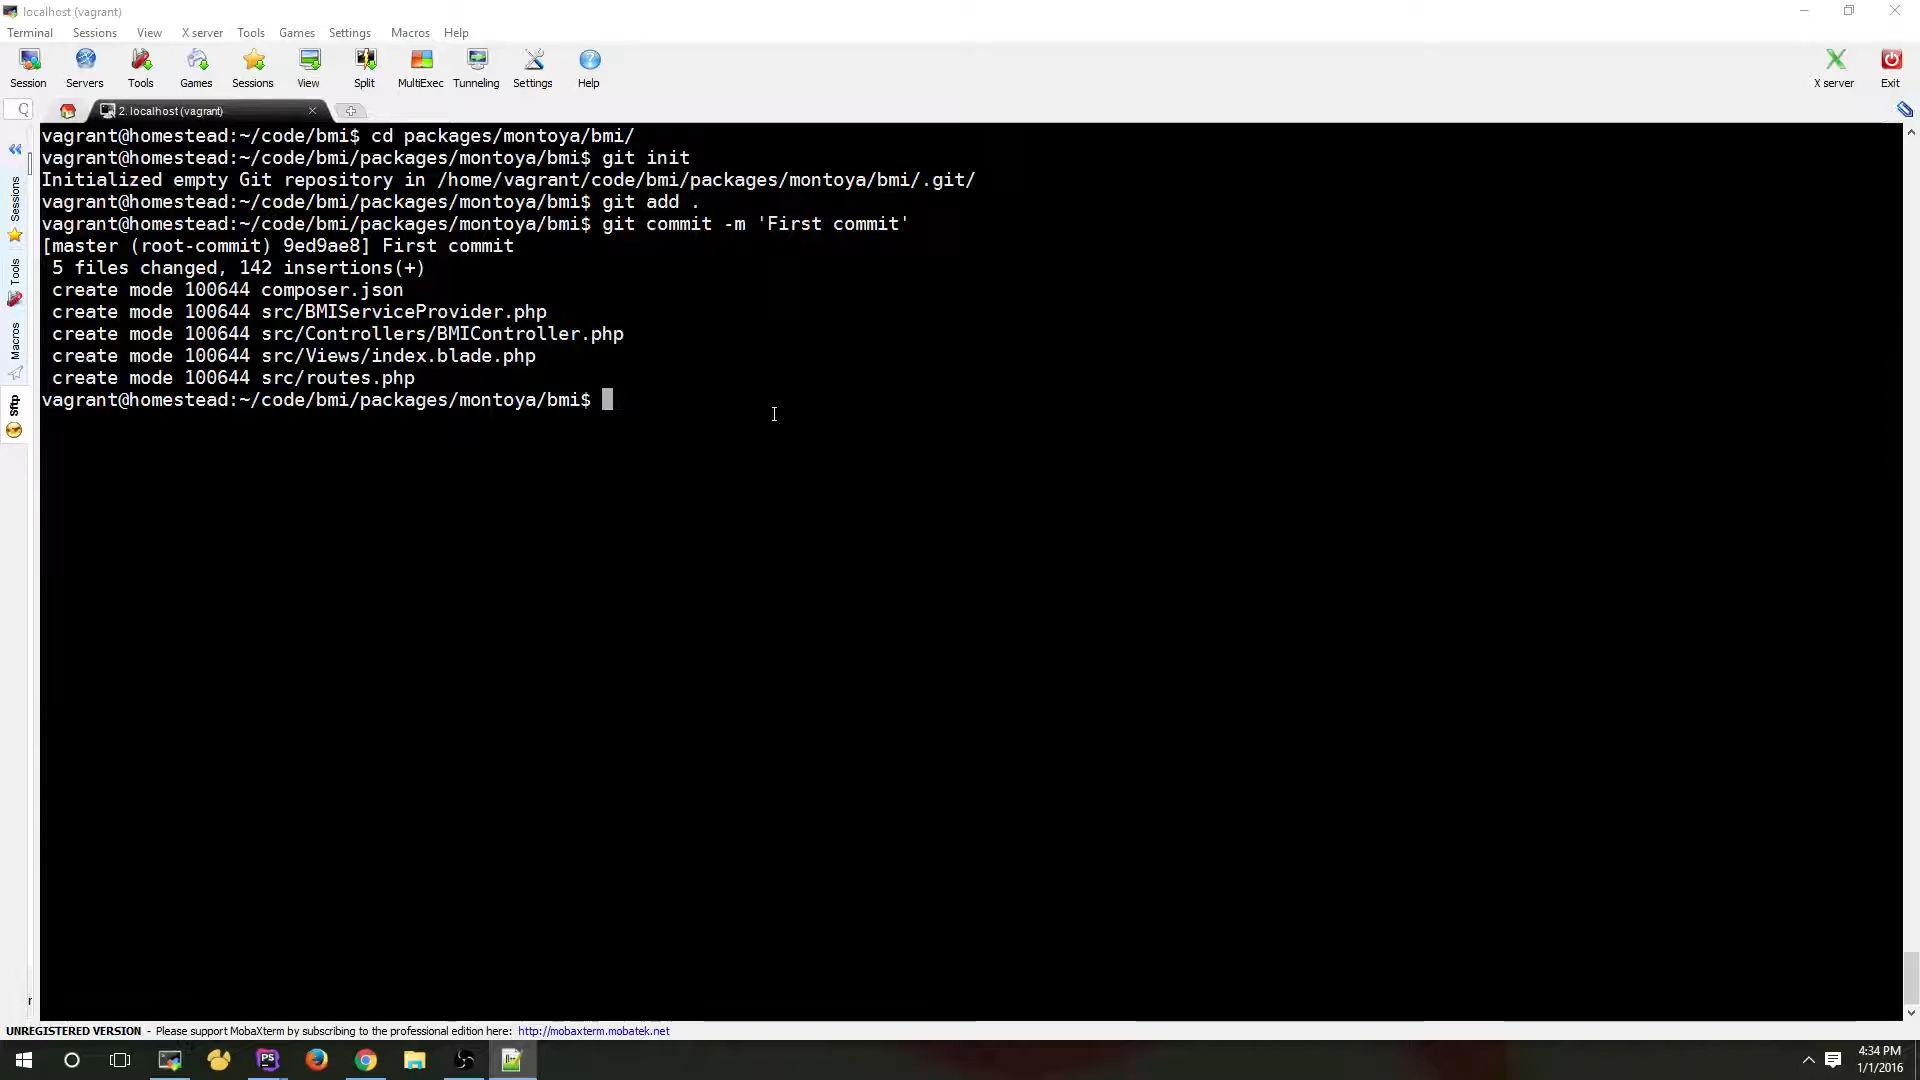 localhost (vagrant)
Terminal Sessions View X server Tools Games Settings Macros Help
Session Servers Tools Games Sessions View Split MultiExec Tunneling Settings Help X server Exit
2. localhost (vagrant)
vagrant@homestead:~/code/bmi$ cd packages/montoya/bmi/
vagrant@homestead:~/code/bmi/packages/montoya/bmi$ git init
Initialized empty Git repository in /home/vagrant/code/bmi/packages/montoya/bmi/.git/
vagrant@homestead:~/code/bmi/packages/montoya/bmi$ git add .
vagrant@homestead:~/code/bmi/packages/montoya/bmi$ git commit -m 'First commit'
[master (root-commit) 9ed9ae8] First commit
5 files changed, 142 insertions(+)
create mode 100644 composer.json
create mode 100644 src/BMIServiceProvider.php
create mode 100644 src/Controllers/BMIController.php
create mode 100644 src/Views/index.blade.php
create mode 100644 src/routes.php
vagrant@homestead:~/code/bmi/packages/montoya/bmi$
Sessions
Tools
Macros
Sftp
UNREGISTERED VERSION - Please support MobaXterm by subscribing to the professional edition here: http://mobaxterm.mobatek.net
PS
4:34 PM
1/1/2016